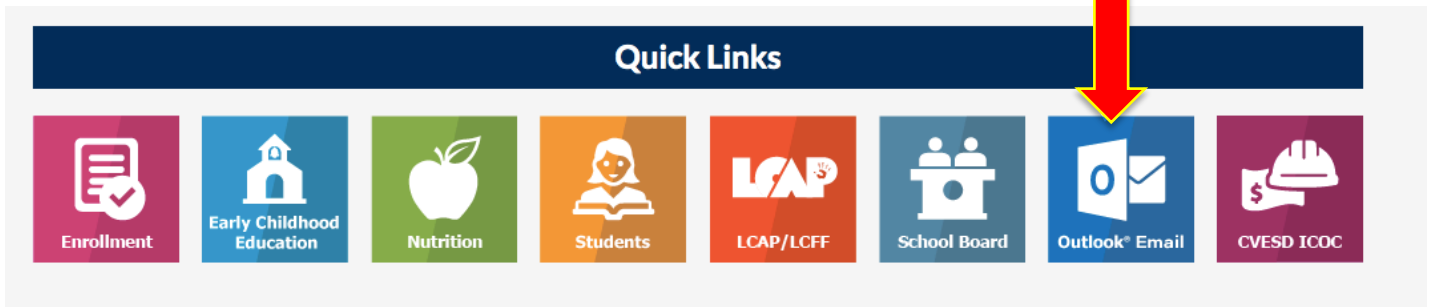 Quick Links
Enrollment
Early Childhood
Education
Nutrition
Students
LCAP
LCAP/LCFF
School Board
O
Outlook® Email
$
CVESD ICOC